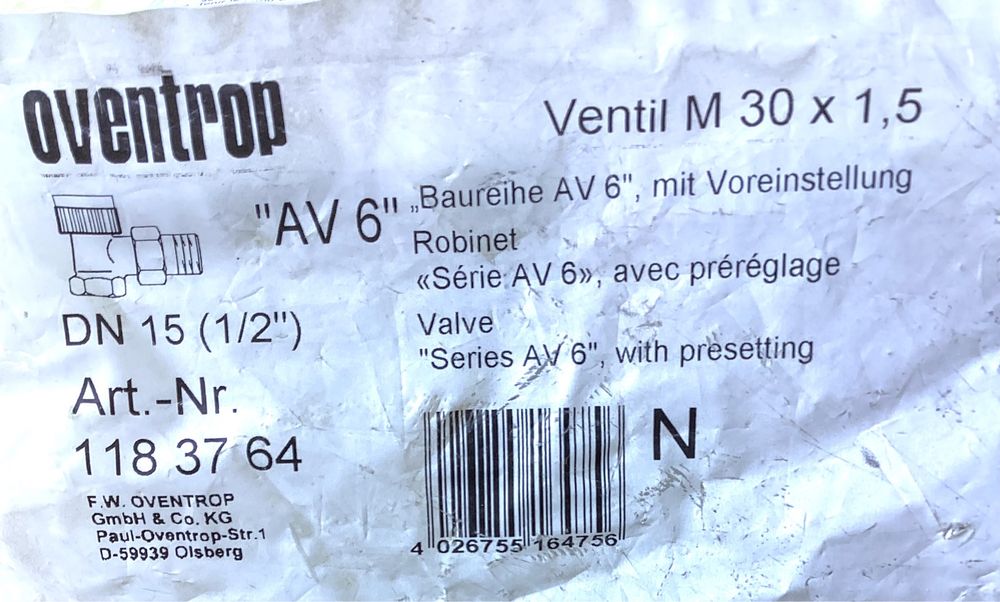 oventrop
Ventil M 30 x 1,5
"AV 6"
„Baureihe AV 6", mit Voreinstellung
Robinet
«Série AV 6», avec préréglage
Valve
"Series AV 6", with presetting
DN 15 (1/2")
Art.-Nr.
118 37 64
N
F.W. OVENTROP
GmbH & Co. KG
Paul-Oventrop-Str.1
D-59939 Olsberg
4 026755 164756